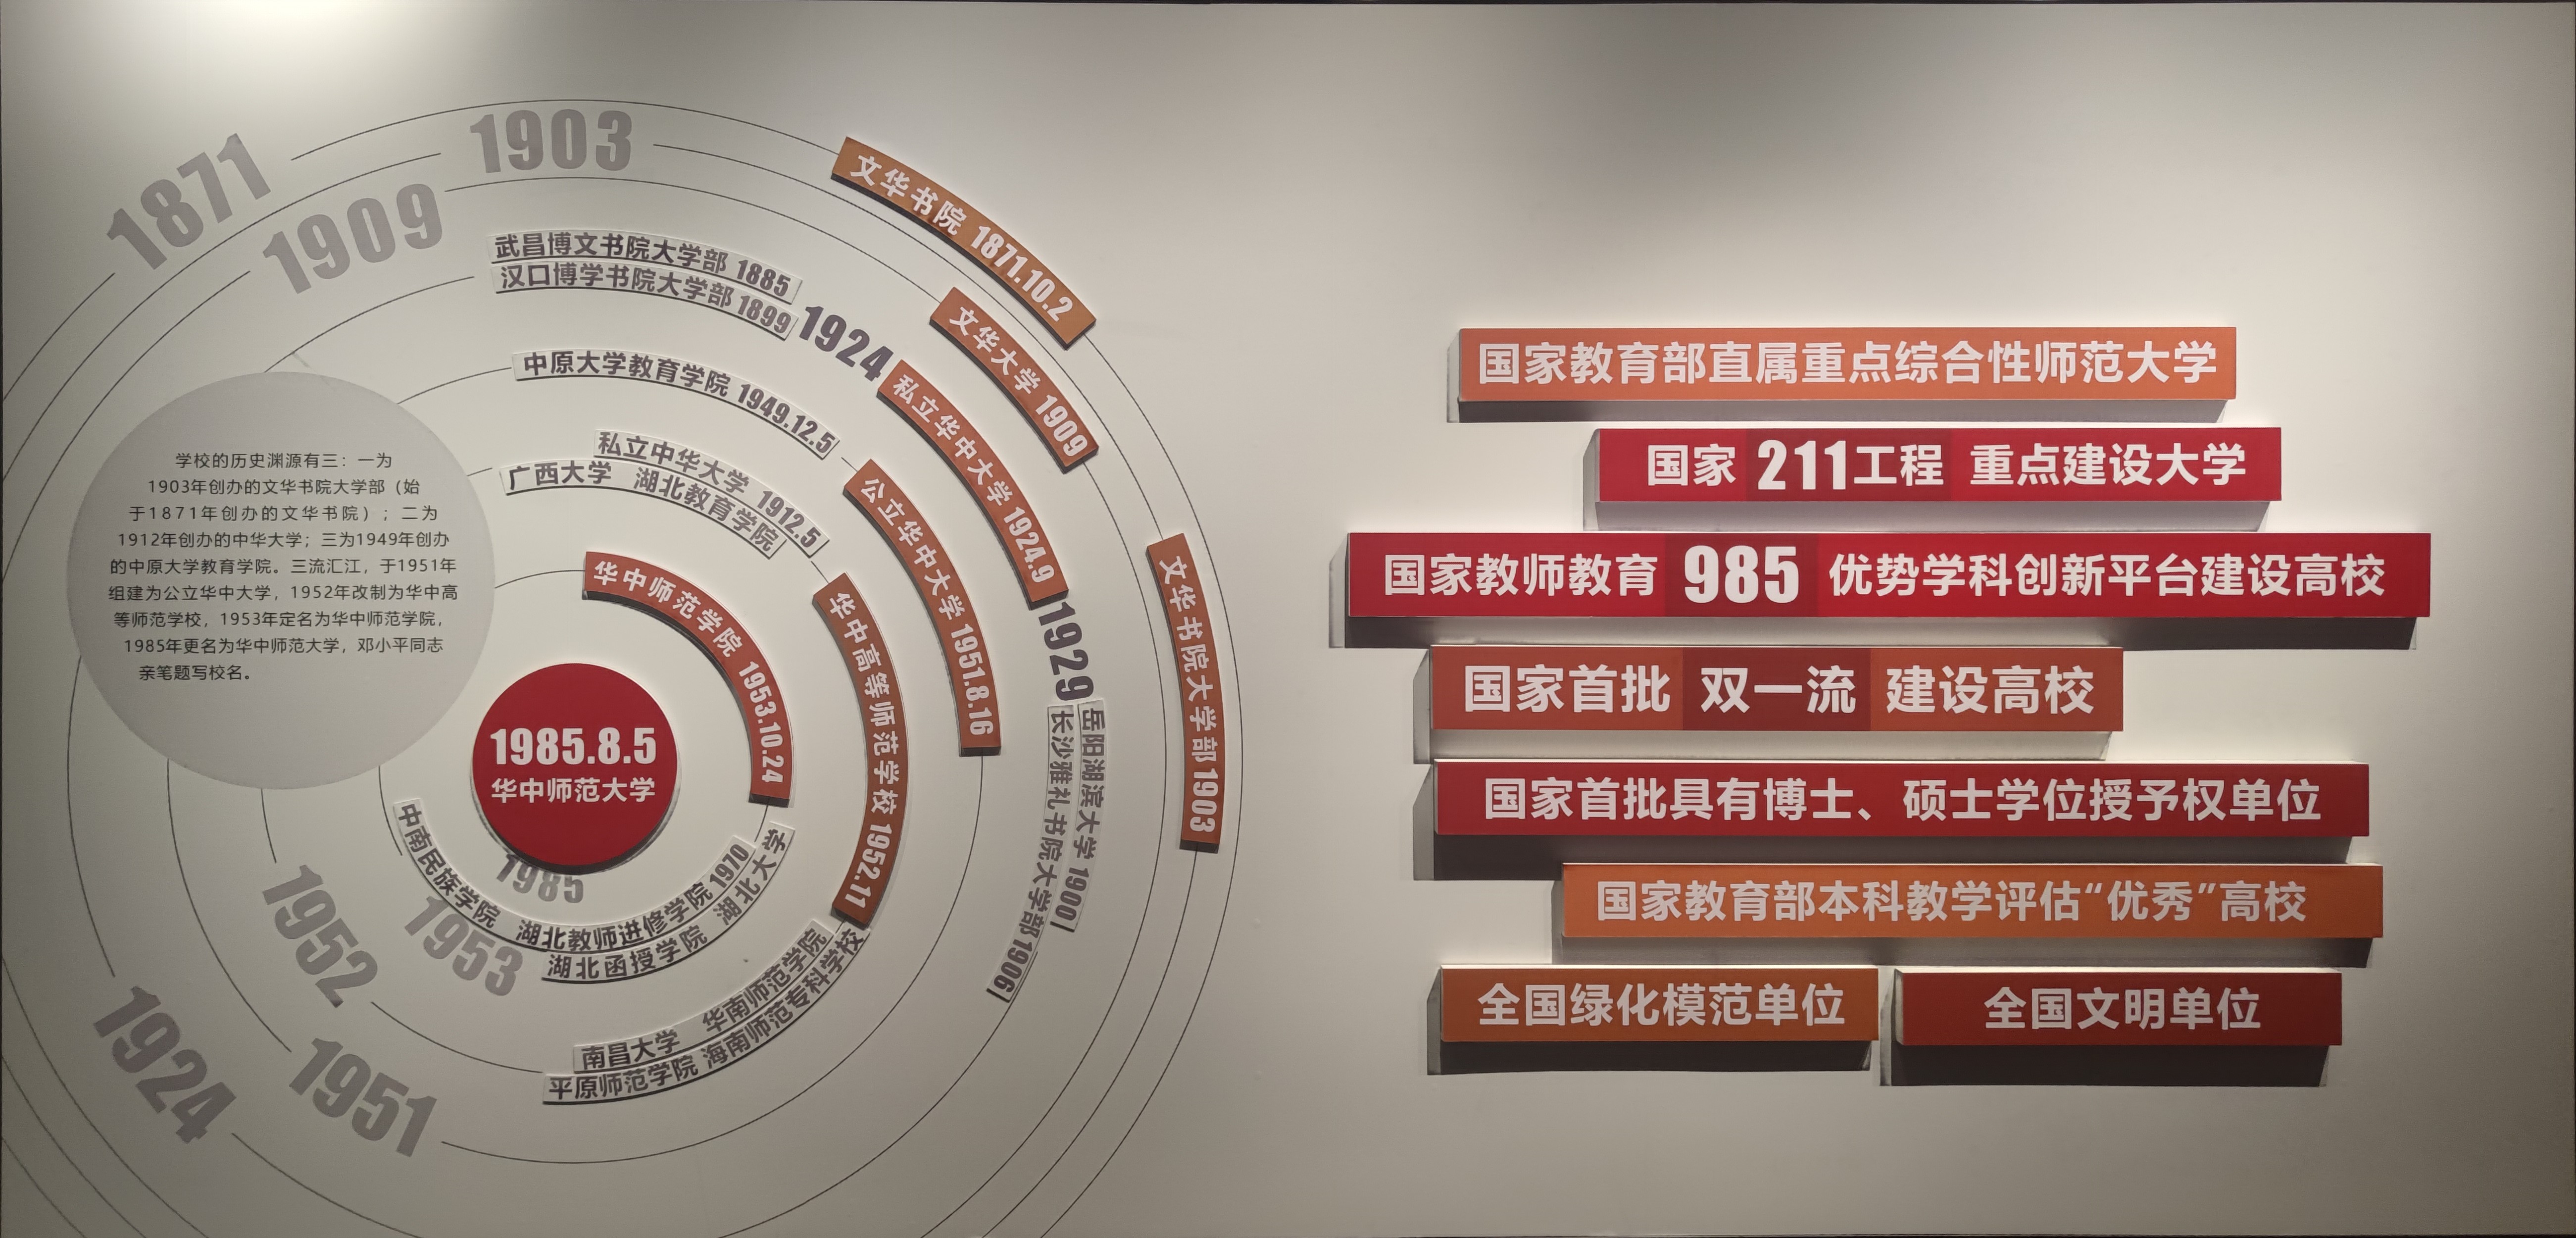 1871
1903
1909
文华书院 1871.10.2
文华大学 1909
文华书院大学部 1903
武昌博文书院大学部 1885
汉口博学书院大学部 1899
1924
私立华中大学 1924.9
1929
岳阳湖滨大学 1900
长沙雅礼书院大学部 1906
中原大学教育学院 1949.12.5
公立华中大学 1951.8.16
私立中华大学 1912.5
广西大学 湖北教育学院
华中高等师范学校 1952.11
华中师范学院 1953.10.24
学校的历史渊源有三：一为
1903年创办的文华书院大学部（始
于1871年创办的文华书院）；二为
1912年创办的中华大学；三为1949年创办
的中原大学教育学院。三流汇江，于1951年
组建为公立华中大学，1952年改制为华中高
等师范学校，1953年定名为华中师范学院，
1985年更名为华中师范大学，邓小平同志
亲笔题写校名。
1985.8.5
华中师范大学
1985
中南民族学院 湖北教师进修学院 1970
湖北函授学院 湖北大学
1953
1952
南昌大学 华南师范学院
平原师范学院 海南师范专科学校
1951
1924
国家教育部直属重点综合性师范大学
国家 211工程 重点建设大学
国家教师教育 985 优势学科创新平台建设高校
国家首批 双一流 建设高校
国家首批具有博士、硕士学位授予权单位
国家教育部本科教学评估“优秀”高校
全国绿化模范单位
全国文明单位